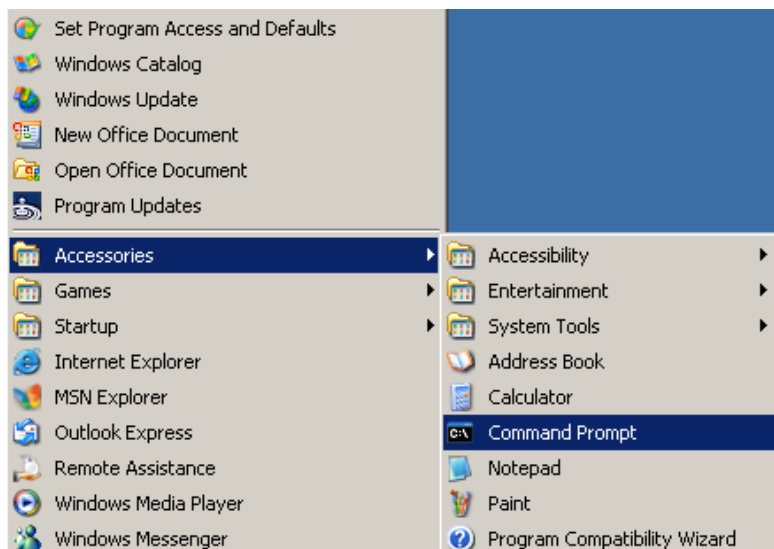 Set Program Access and Defaults
Windows Catalog
Windows Update
New Office Document
Open Office Document
Program Updates
Accessories
Games
Startup
Internet Explorer
MSN Explorer
Outlook Express
Remote Assistance
Windows Media Player
Windows Messenger
Accessibility
Entertainment
System Tools
Address Book
Calculator
C:\
Command Prompt
Notepad
Paint
Program Compatibility Wizard